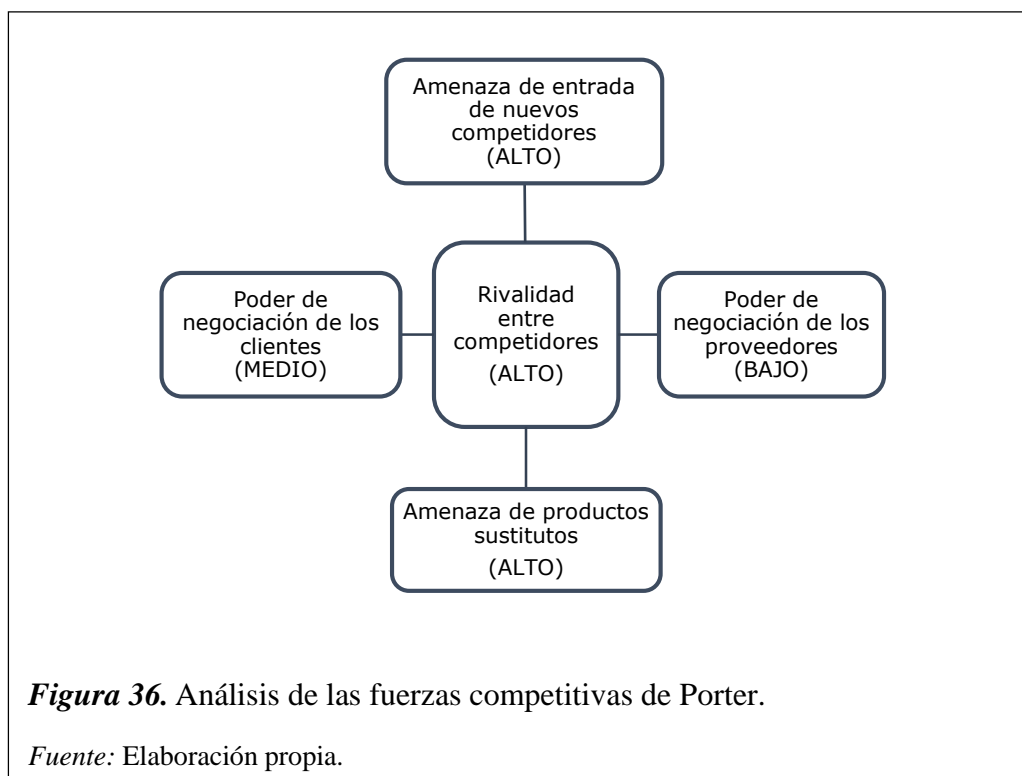 Amenaza de entrada
de nuevos
competidores
(ALTO)
Poder de
negociación de los
clientes
(MEDIO)
Rivalidad
entre
competidores
(ALTO)
Poder de
negociación de los
proveedores
(BAJO)
Amenaza de productos
sustitutos
(ALTO)
Figura 36. Análisis de las fuerzas competitivas de Porter.
Fuente: Elaboración propia.